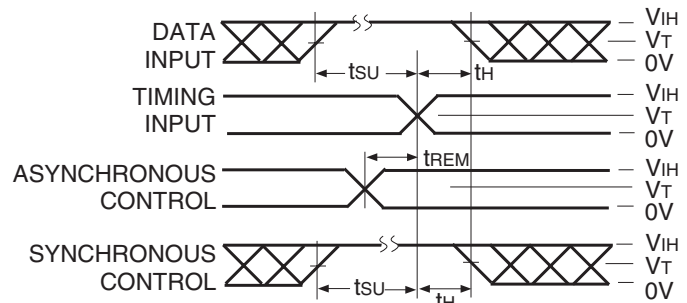 DATA INPUT
VIH
VT
0V
tSU
tH
TIMING INPUT
VIH
VT
0V
tREM
ASYNCHRONOUS CONTROL
VIH
VT
0V
SYNCHRONOUS CONTROL
VIH
VT
0V
tSU
tH